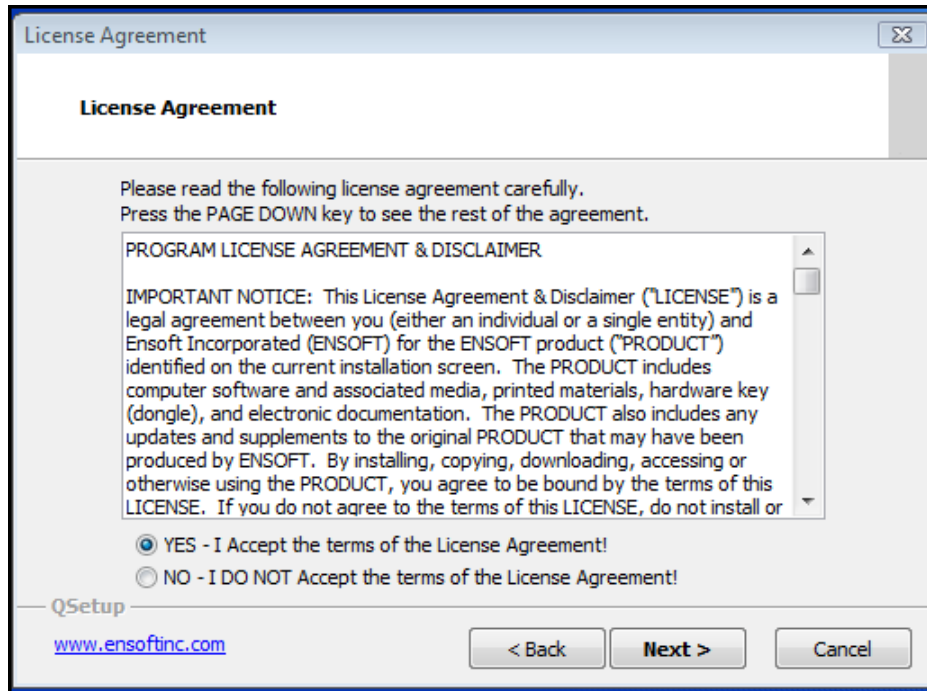 License Agreement
License Agreement
Please read the following license agreement carefully.
Press the PAGE DOWN key to see the rest of the agreement.
PROGRAM LICENSE AGREEMENT & DISCLAIMER
IMPORTANT NOTICE:  This License Agreement & Disclaimer ("LICENSE") is a
legal agreement between you (either an individual or a single entity) and
Ensoft Incorporated (ENSOFT) for the ENSOFT product ("PRODUCT")
identified on the current installation screen.  The PRODUCT includes
computer software and associated media, printed materials, hardware key
(dongle), and electronic documentation.  The PRODUCT also includes any
updates and supplements to the original PRODUCT that may have been
produced by ENSOFT.  By installing, copying, downloading, accessing or
otherwise using the PRODUCT, you agree to be bound by the terms of this
LICENSE.  If you do not agree to the terms of this LICENSE, do not install or
YES - I Accept the terms of the License Agreement!
NO - I DO NOT Accept the terms of the License Agreement!
QSetup
www.ensoftinc.com
< Back
Next >
Cancel